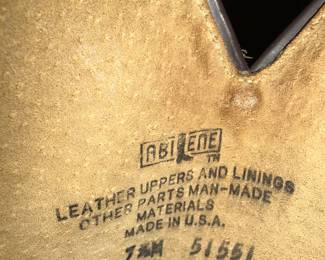 ABILENE
TM
LEATHER UPPERS AND LININGS
OTHER PARTS MAN-MADE
MATERIALS
MADE IN U.S.A.
51551